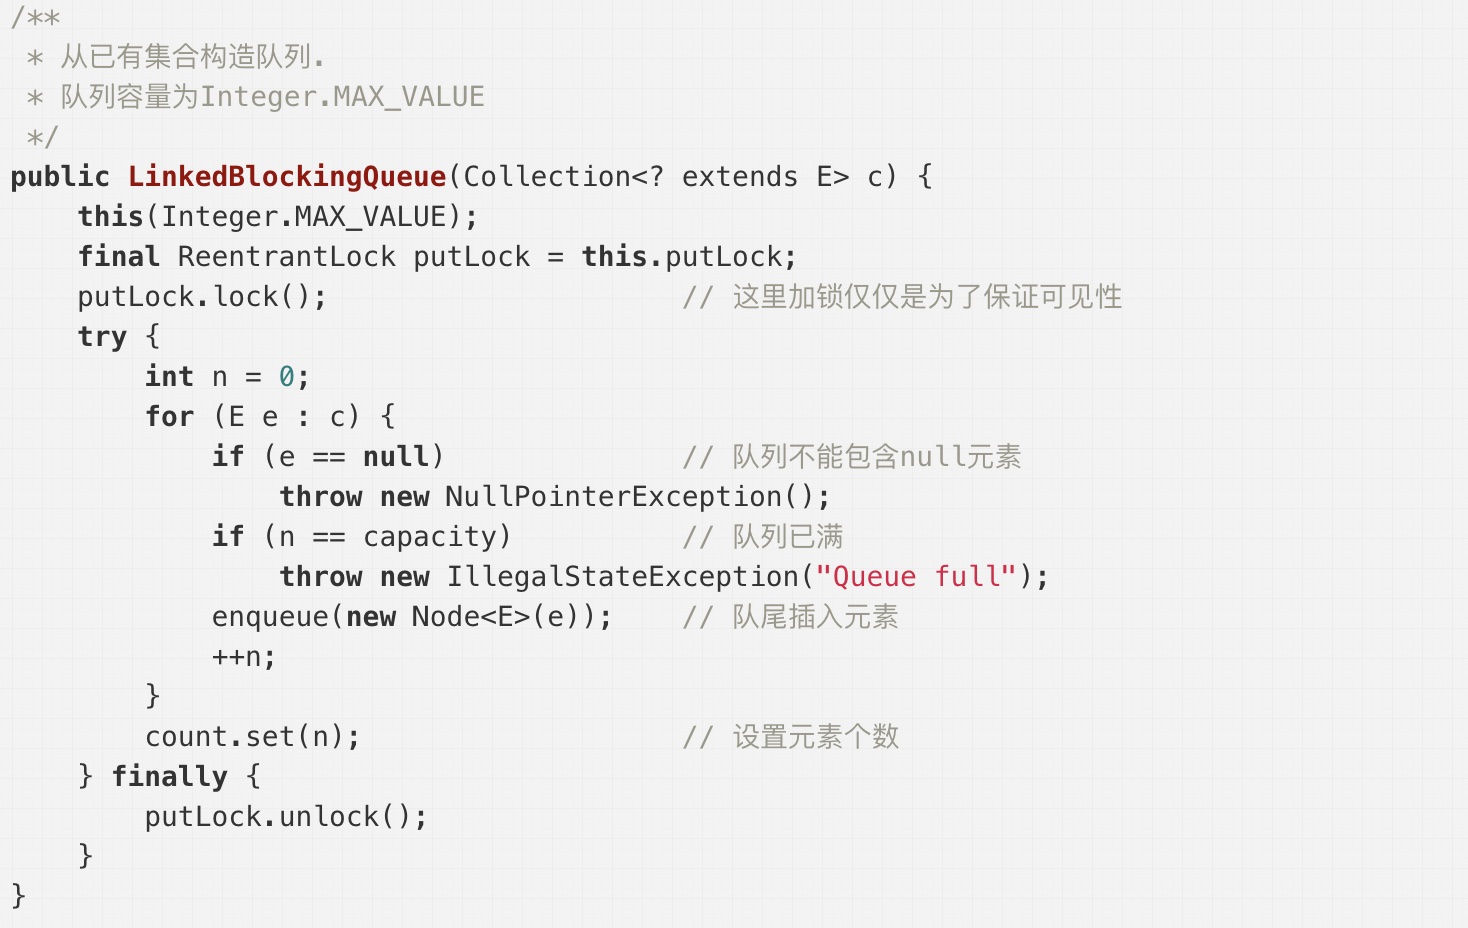 /**
 * 从已有集合构造队列.
 * 队列容量为Integer.MAX_VALUE
 */
public LinkedBlockingQueue(Collection<? extends E> c) {
    this(Integer.MAX_VALUE);
    final ReentrantLock putLock = this.putLock;
    putLock.lock();                     // 这里加锁仅仅是为了保证可见性
    try {
        int n = 0;
        for (E e : c) {
            if (e == null)              // 队列不能包含null元素
                throw new NullPointerException();
            if (n == capacity)          // 队列已满
                throw new IllegalStateException("Queue full");
            enqueue(new Node<E>(e));    // 队尾插入元素
            ++n;
        }
        count.set(n);                   // 设置元素个数
    } finally {
        putLock.unlock();
    }
}